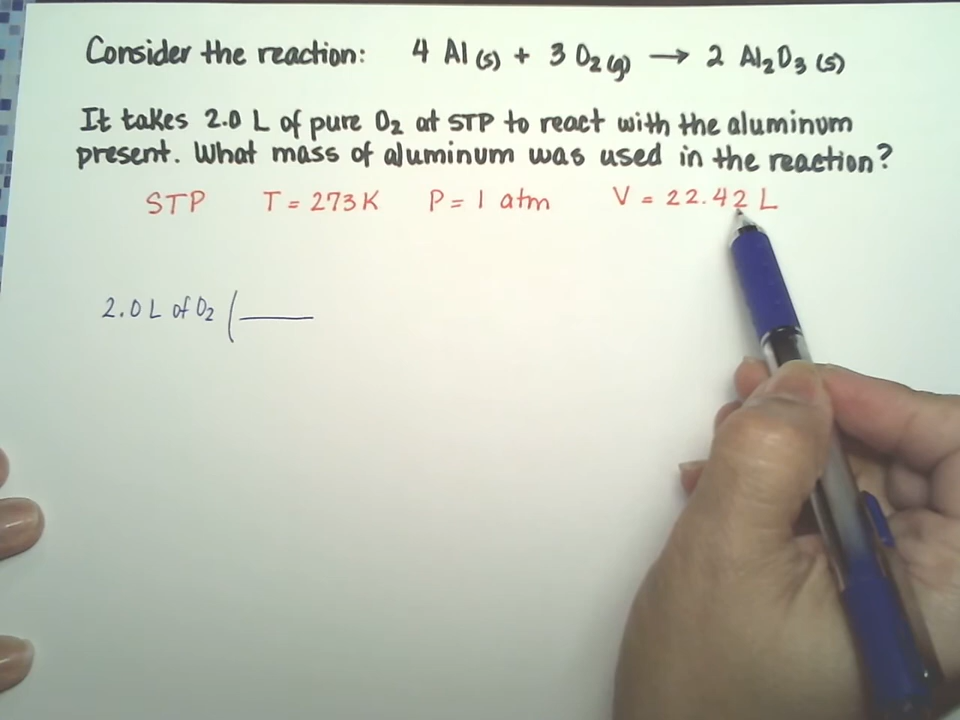 Consider the reaction: 4 Al (s) + 3 O₂ (g) → 2 Al₂O₃ (s)
It takes 2.0 L of pure O₂ at STP to react with the aluminum
present. What mass of aluminum was used in the reaction?
STP T = 273 K P = 1 atm V = 22.42 L
2.0 L of O₂ (